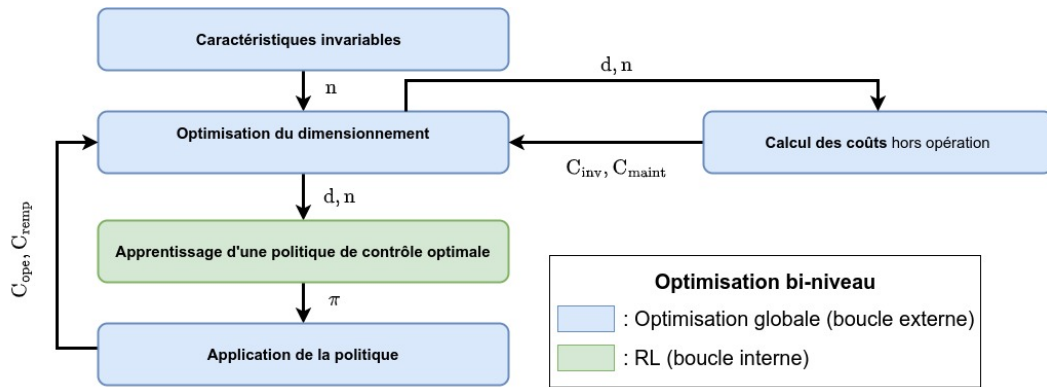 Caractéristiques invariables
n
d, n
Optimisation du dimensionnement
Calcul des coûts hors opération
C_inv, C_maint
d, n
C_ope, C_remp
Apprentissage d'une politique de contrôle optimale
π
Application de la politique
Optimisation bi-niveau
: Optimisation globale (boucle externe)
: RL (boucle interne)